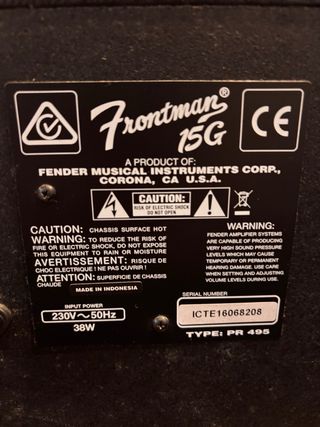 Frontman®
15G
CE
A PRODUCT OF:
FENDER MUSICAL INSTRUMENTS CORP.,
CORONA, CA U.S.A.
CAUTION:
RISK OF ELECTRIC SHOCK
DO NOT OPEN
CAUTION: CHASSIS SURFACE HOT
WARNING: TO REDUCE THE RISK OF
FIRE OR ELECTRIC SHOCK, DO NOT EXPOSE
THIS EQUIPMENT TO RAIN OR MOISTURE
AVERTISSEMENT: RISQUE DE
CHOC ELECTRIQUE ! NE PAS OUVRIR !
ATTENTION: SUPERFICIE DE CHASSIS
CHAUDE
MADE IN INDONESIA
INPUT POWER
230V~50Hz
38W
WARNING:
FENDER AMPLIFIER SYSTEMS
ARE CAPABLE OF PRODUCING
VERY HIGH SOUND PRESSURE
LEVELS WHICH MAY CAUSE
TEMPORARY OR PERMANENT
HEARING DAMAGE. USE CARE
WHEN SETTING AND ADJUSTING
VOLUME LEVELS DURING USE.
SERIAL NUMBER
ICTE16068208
TYPE: PR 495